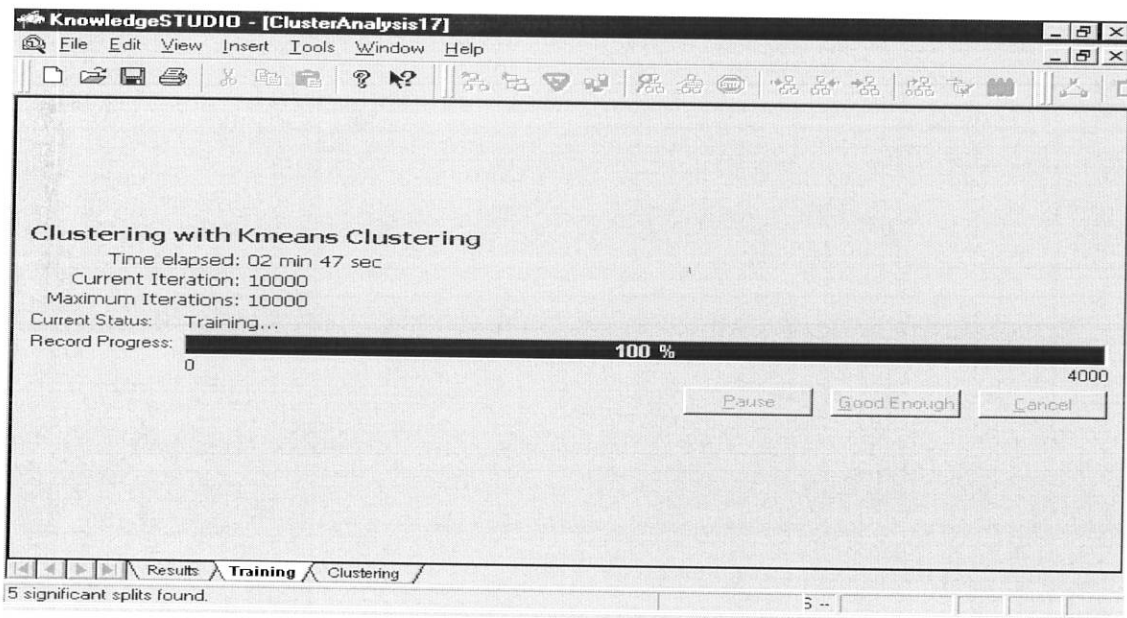 KnowledgeSTUDIO - [ClusterAnalysis17]
File Edit View Insert Tools Window Help
Clustering with Kmeans Clustering
Time elapsed: 02 min 47 sec
Current Iteration: 10000
Maximum Iterations: 10000
Current Status: Training...
Record Progress: 100 %
0 4000
Pause Good Enough Cancel
Results Training Clustering
5 significant splits found.